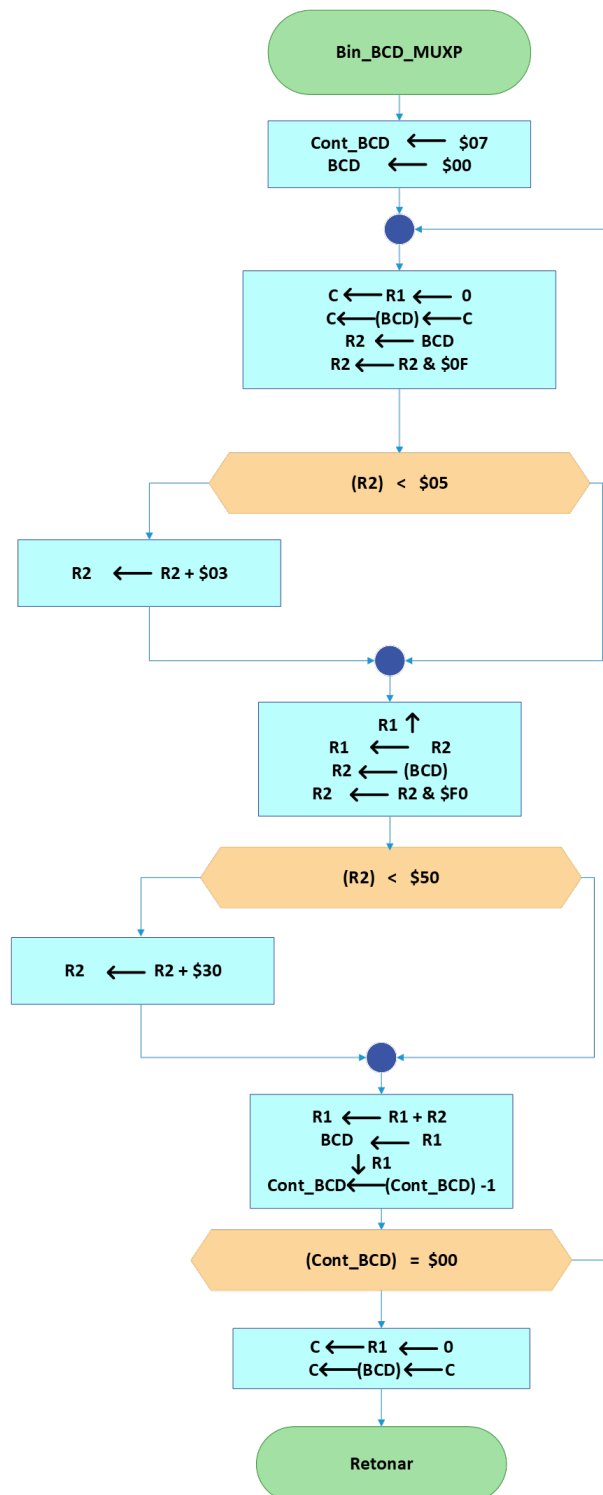 Bin_BCD_MUXP
Cont_BCD ← $07
BCD ← $00
C ← R1 ← 0
C ← (BCD) ← C
R2 ← BCD
R2 ← R2 & $0F
(R2) < $05
R2 ← R2 + $03
R1 ↑
R1 ← R2
R2 ← (BCD)
R2 ← R2 & $F0
(R2) < $50
R2 ← R2 + $30
R1 ← R1 + R2
BCD ← R1
↓ R1
Cont_BCD ← (Cont_BCD) -1
(Cont_BCD) = $00
C ← R1 ← 0
C ← (BCD) ← C
Retonar